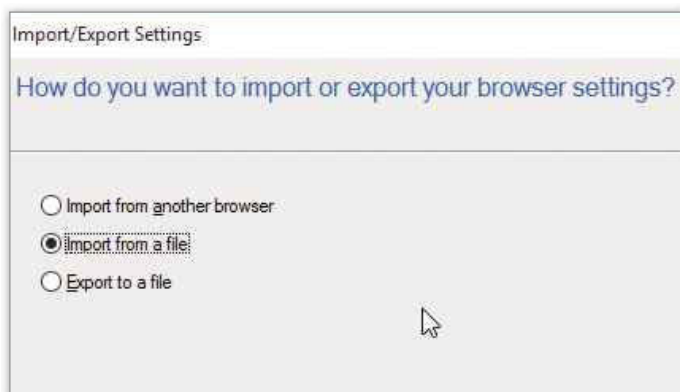 Import/Export Settings
How do you want to import or export your browser settings?
Import from another browser
Import from a file
Export to a file